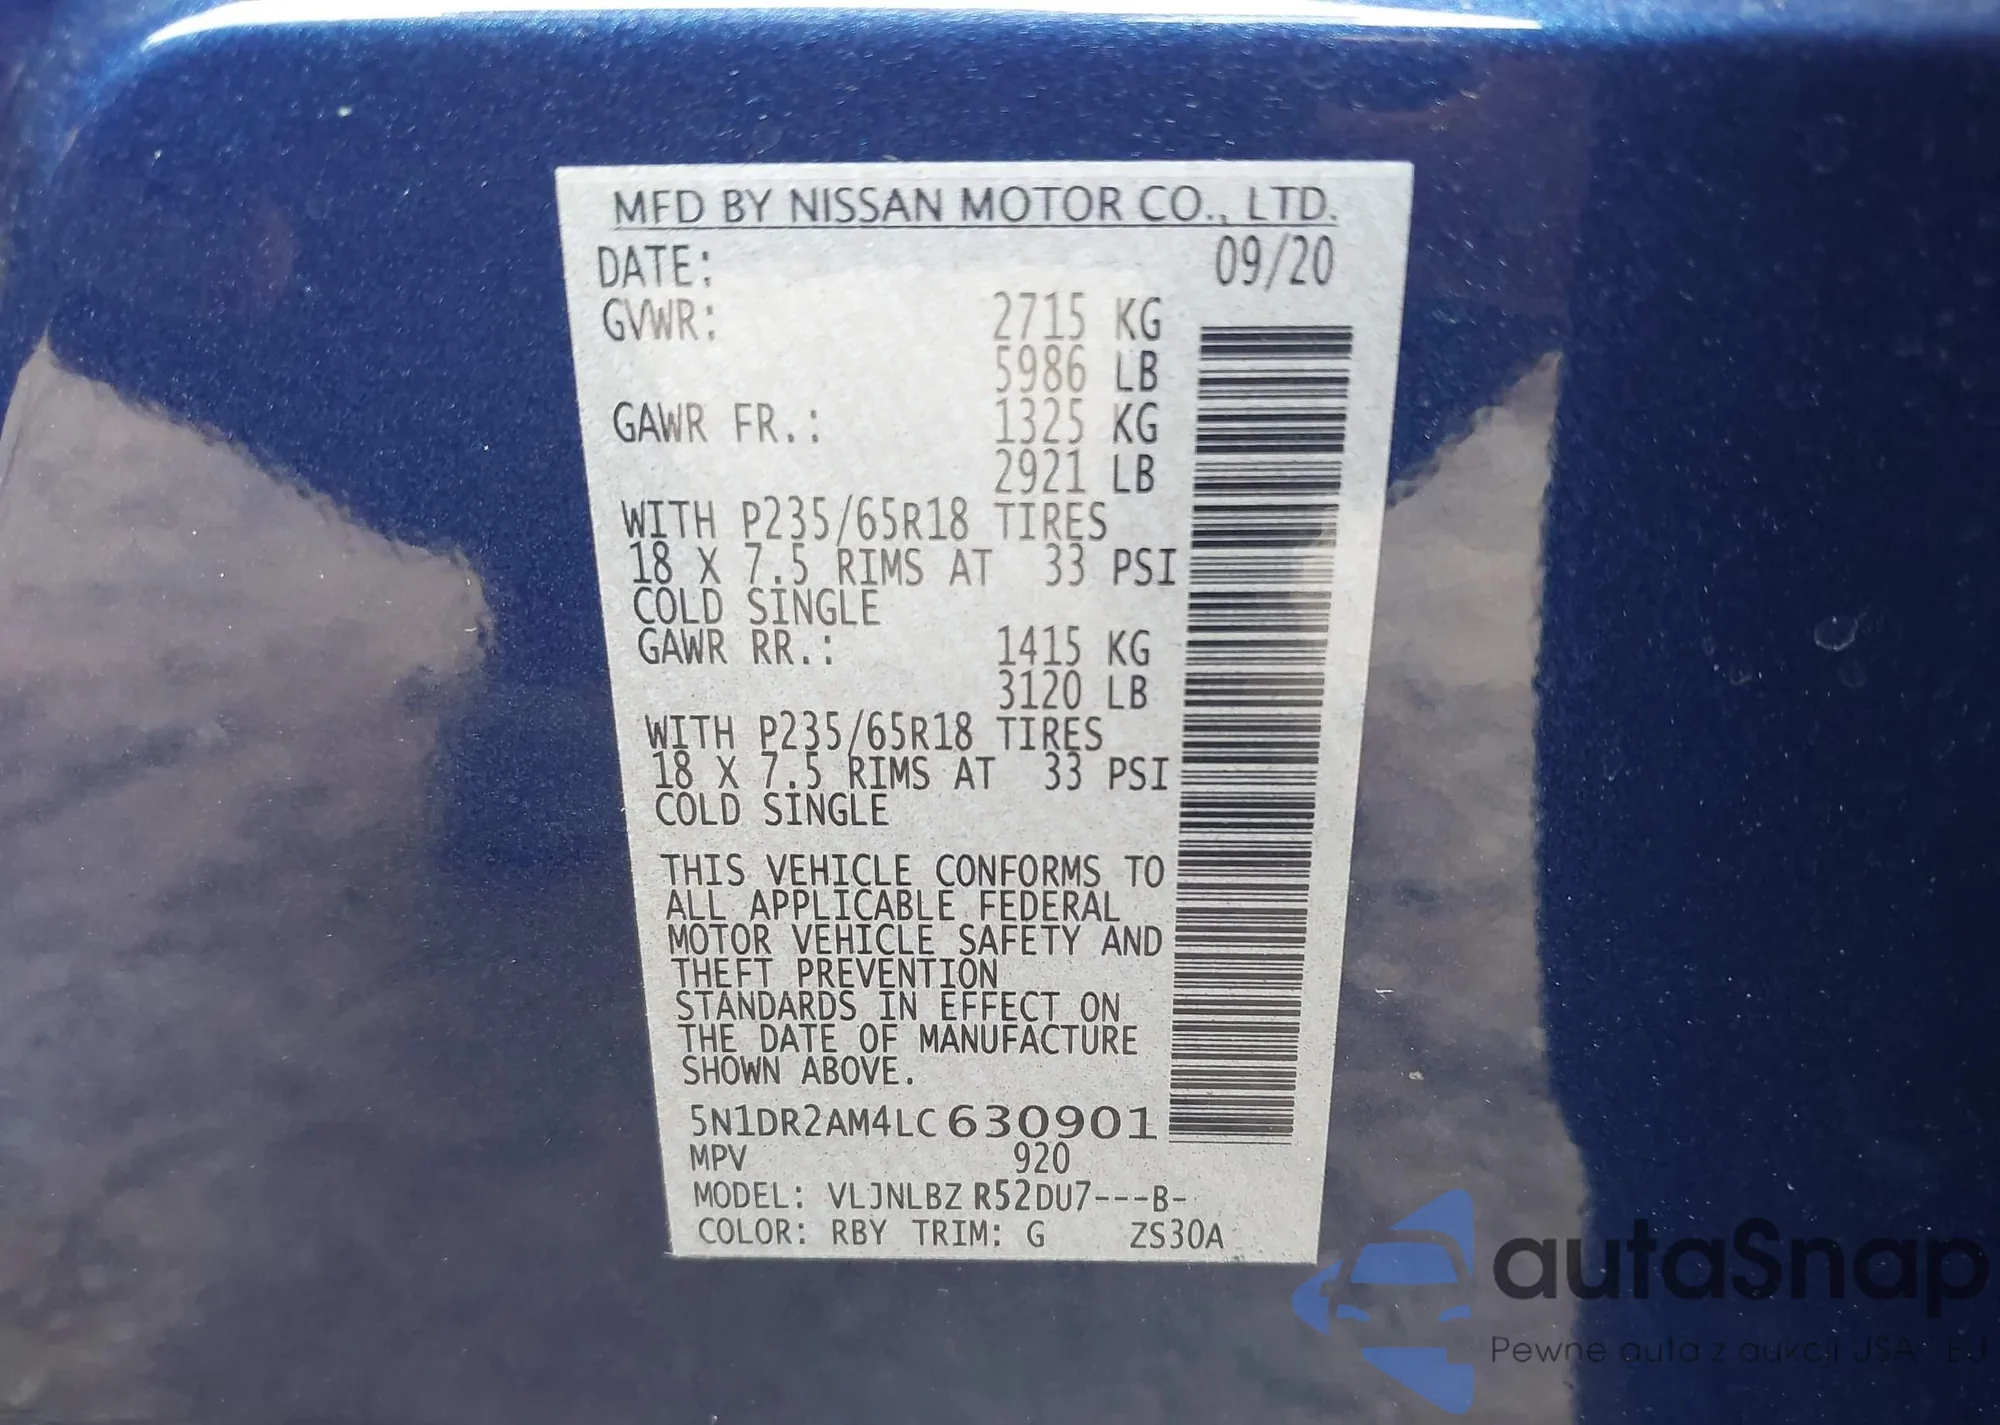 MFD BY NISSAN MOTOR CO., LTD.
DATE: 09/20
GVWR: 2715 KG
5986 LB
GAWR FR.: 1325 KG
2921 LB
WITH P235/65R18 TIRES
18 X 7.5 RIMS AT 33 PSI
COLD SINGLE
GAWR RR.: 1415 KG
3120 LB
WITH P235/65R18 TIRES
18 X 7.5 RIMS AT 33 PSI
COLD SINGLE
THIS VEHICLE CONFORMS TO
ALL APPLICABLE FEDERAL
MOTOR VEHICLE SAFETY AND
THEFT PREVENTION
STANDARDS IN EFFECT ON
THE DATE OF MANUFACTURE
SHOWN ABOVE.
5N1DR2AM4LC630901
MPV 920
MODEL: VLJNLBZ R52DU7---B-
COLOR: RBY TRIM: G ZS30A
autaSnap
Pewne auta z aukcji